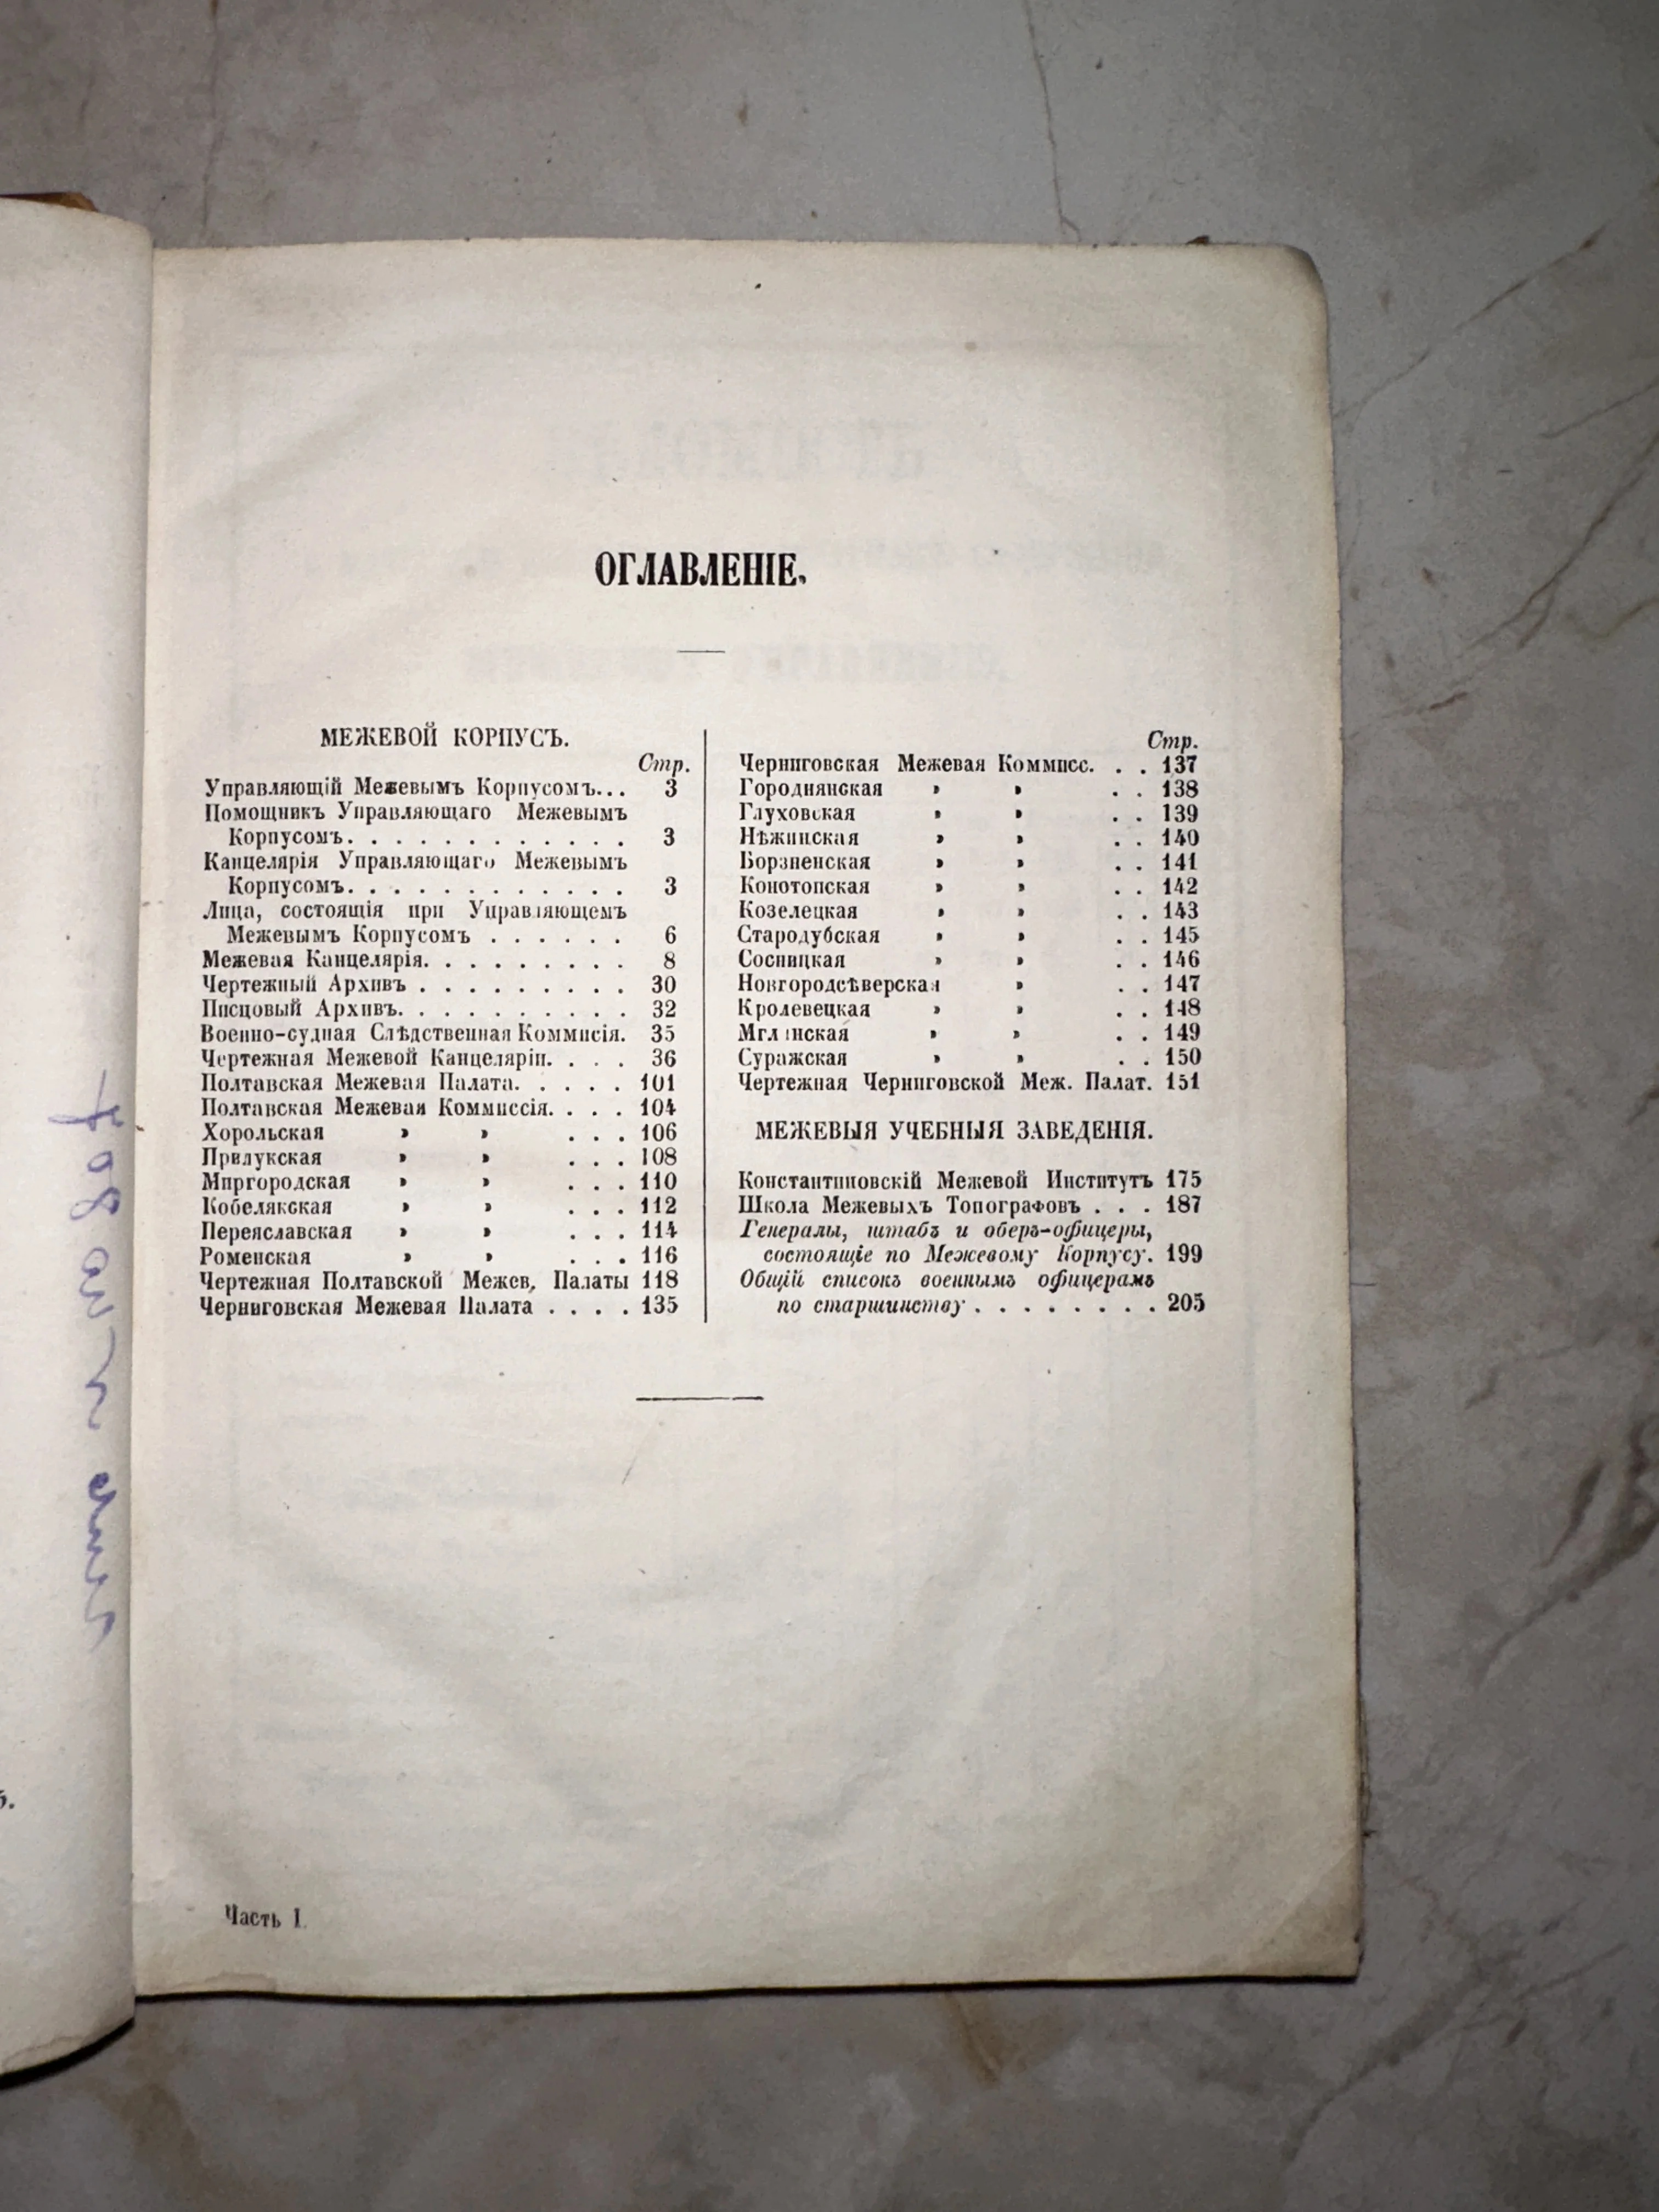 ОГЛАВЛЕНІЕ.
МЕЖЕВОЙ КОРПУСЪ.
Стр.
Управляющій Межевымъ Корпусомъ... 3
Помощникъ Управляющаго Межевымъ
Корпусомъ. . . . . . . . . . . . 3
Канцелярія Управляющаго Межевымъ
Корпусомъ. . . . . . . . . . . . 3
Лица, состоящія при Управляющемъ
Межевымъ Корпусомъ . . . . . . 6
Межевая Канцелярія. . . . . . . . . 8
Чертежный Архивъ . . . . . . . . . 30
Писцовый Архивъ. . . . . . . . . . 32
Военно-судная Слѣдственная Коммисія. 35
Чертежная Межевой Канцеляріи. . . . 36
Полтавская Межевая Палата. . . . . 101
Полтавская Межевая Коммиссія. . . . 104
Хорольская » » . . . 106
Прилукская » » . . . 108
Миргородская » » . . . 110
Кобелякская » » . . . 112
Переяславская » » . . . 114
Роменская » » . . . 116
Чертежная Полтавской Межев. Палаты 118
Черниговская Межевая Палата . . . . 135
Стр.
Черниговская Межевая Коммисс. . . 137
Городнянская » » . . 138
Глуховская » » . . 139
Нѣжинская » » . . 140
Борзненская » » . . 141
Конотопская » » . . 142
Козелецкая » » . . 143
Стародубская » » . . 145
Сосницкая » » . . 146
Новгородсѣверская » . . 147
Кролевецкая » » . . 148
Мглинская » » . . 149
Суражская » » . . 150
Чертежная Черниговской Меж. Палат. 151
МЕЖЕВЫЯ УЧЕБНЫЯ ЗАВЕДЕНІЯ.
Константиновскій Межевой Институтъ 175
Школа Межевыхъ Топографовъ . . . 187
Генералы, штабъ и оберъ-офицеры,
состоящіе по Межевому Корпусу. 199
Общій списокъ военнымъ офицерамъ
по старшинству . . . . . . . . 205
Часть I.